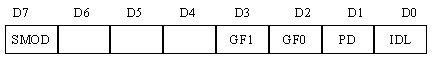 D7 D6 D5 D4 D3 D2 D1 D0
SMOD GF1 GF0 PD IDL